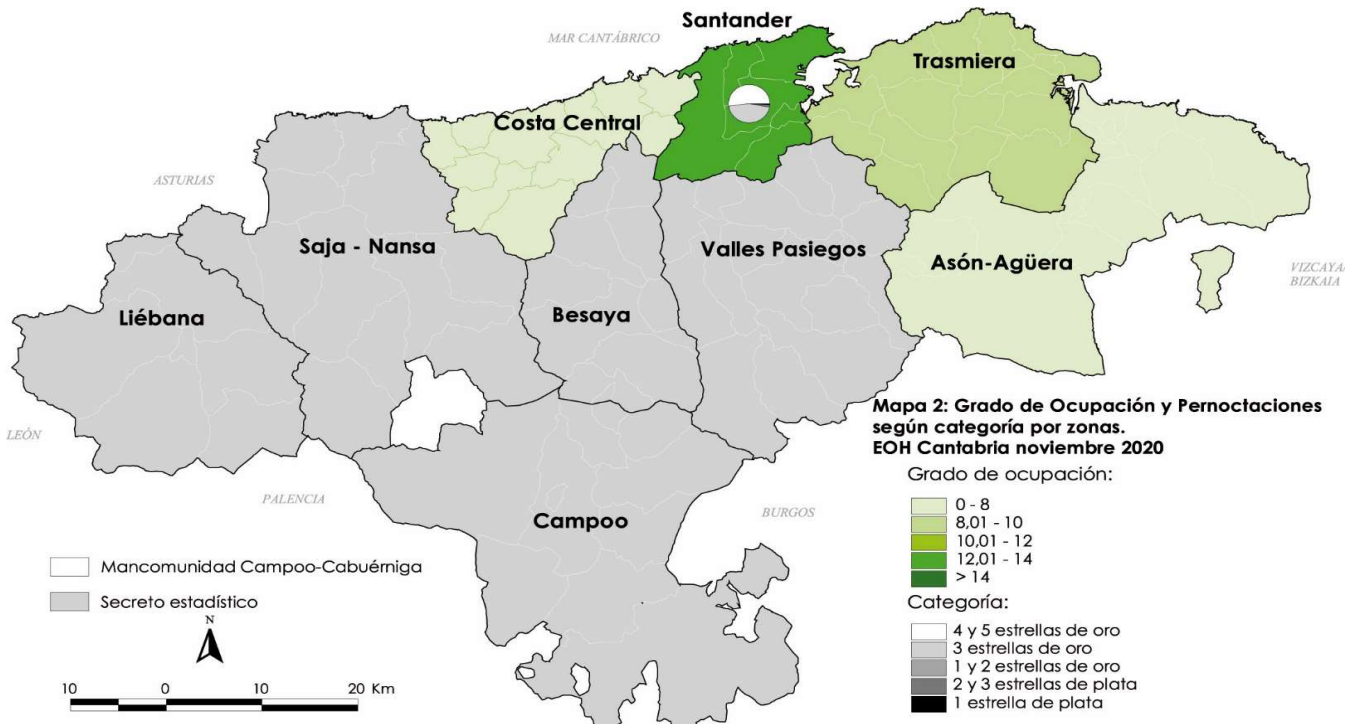 Santander
MAR CANTÁBRICO
Trasmiera
Costa Central
ASTURIAS
Saja - Nansa
Valles Pasiegos
Asón-Agüera
VIZCAYA/
BIZKAIA
Liébana
Besaya
Mapa 2: Grado de Ocupación y Pernoctaciones
según categoría por zonas.
EOH Cantabria noviembre 2020
LEÓN
PALENCIA
Campoo
BURGOS
Grado de ocupación:
0 - 8
8,01 - 10
10,01 - 12
12,01 - 14
> 14
Categoría:
4 y 5 estrellas de oro
3 estrellas de oro
1 y 2 estrellas de oro
2 y 3 estrellas de plata
1 estrella de plata
Mancomunidad Campoo-Cabuérniga
Secreto estadístico
N
10 0 10 20 Km